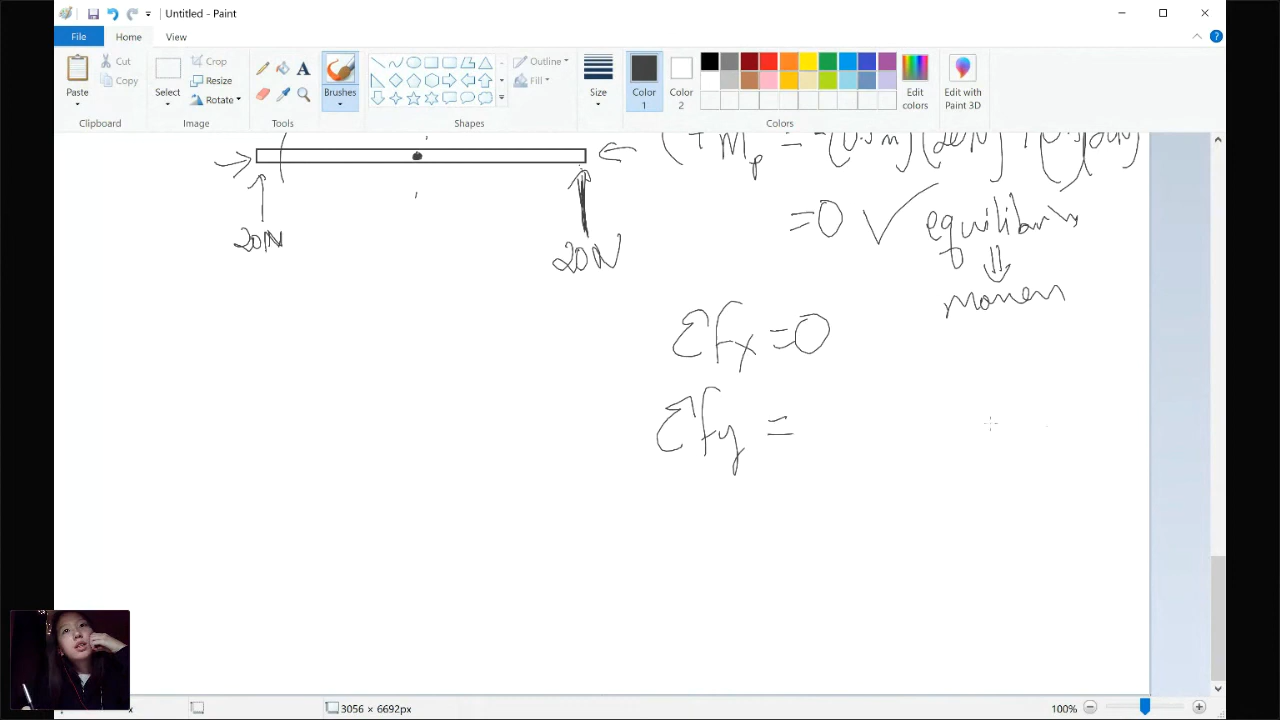 Untitled - Paint
File Home View
Paste
Cut
Copy
Clipboard
Select
Crop
Resize
Rotate
Image
Tools
Brushes
Shapes
Outline
Fill
Size
Color 1
Color 2
Colors
Edit colors
Edit with Paint 3D
=0 ✓ equilibriu
20N
20N
Σfx=0
Σfy =
3056 × 6692px
100%